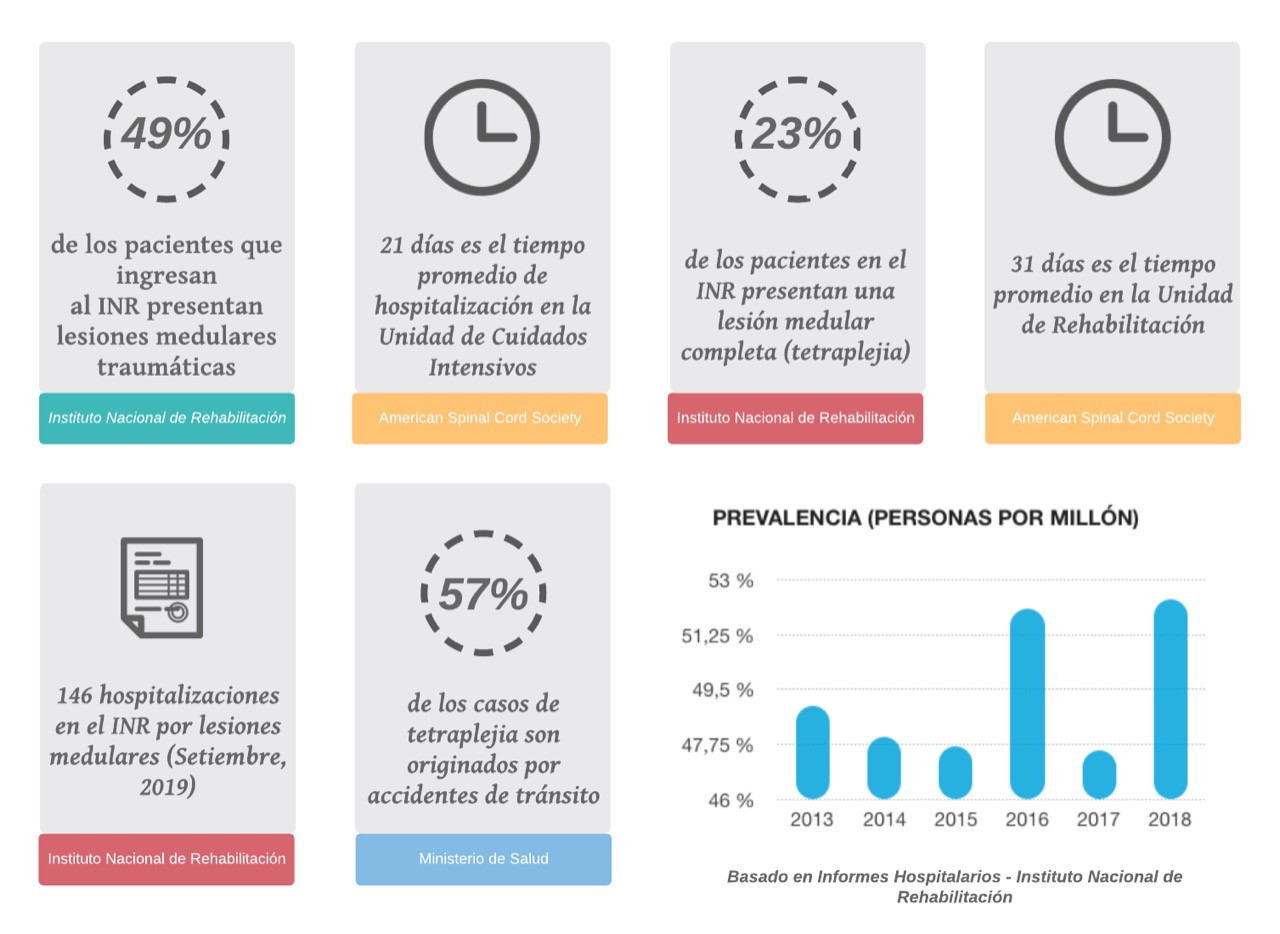 49%
de los pacientes que
ingresan
al INR presentan
lesiones medulares
traumáticas
Instituto Nacional de Rehabilitación
21 días es el tiempo
promedio de
hospitalización en la
Unidad de Cuidados
Intensivos
American Spinal Cord Society
23%
de los pacientes en el
INR presentan una
lesión medular
completa (tetraplejia)
Instituto Nacional de Rehabilitación
31 días es el tiempo
promedio en la Unidad
de Rehabilitación
American Spinal Cord Society
146 hospitalizaciones
en el INR por lesiones
medulares (Setiembre,
2019)
Instituto Nacional de Rehabilitación
57%
de los casos de
tetraplejia son
originados por
accidentes de tránsito
Ministerio de Salud
PREVALENCIA (PERSONAS POR MILLÓN)
53 %
51,25 %
49,5 %
47,75 %
46 %
2013 2014 2015 2016 2017 2018
Basado en Informes Hospitalarios - Instituto Nacional de
Rehabilitación